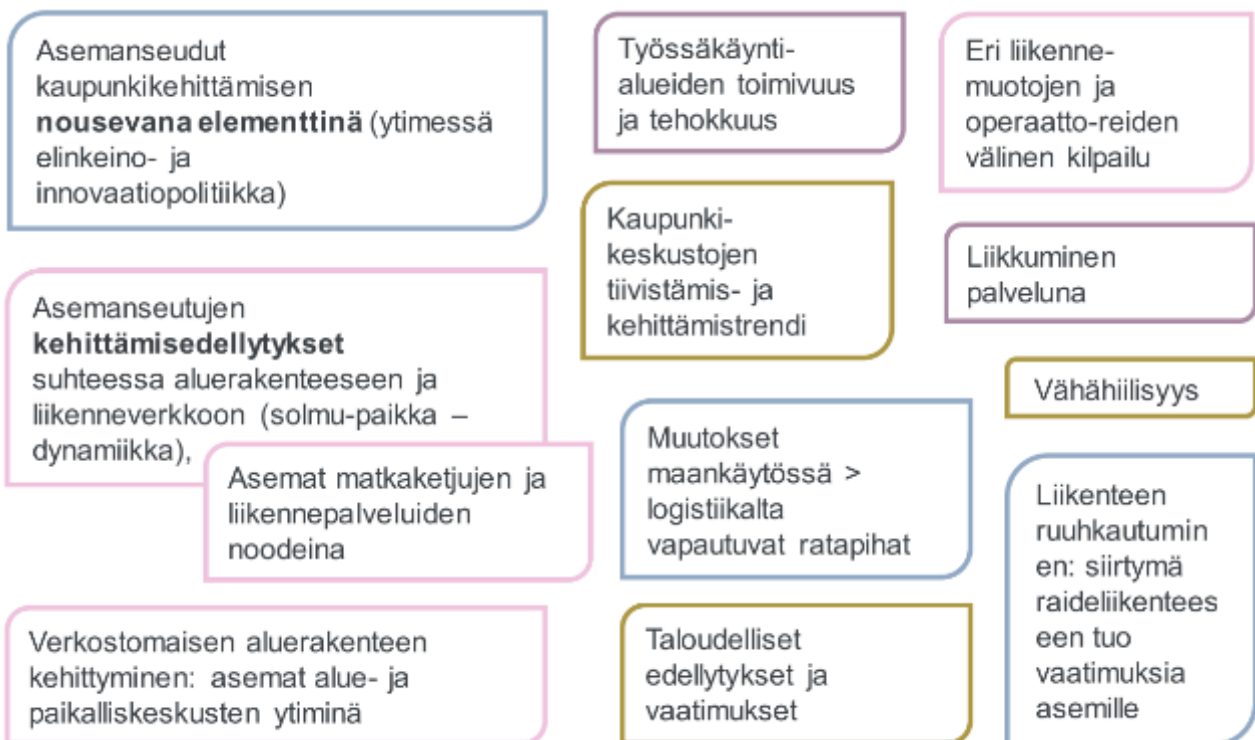 Asemanseudut
kaupunkikehittämisen
nousevana elementtinä (ytimessä
elinkeino- ja
innovaatiopolitiikka)
Asemanseutujen
kehittämisedellytykset
suhteessa aluerakenteeseen ja
liikenneverkkoon (solmu-paikka –
dynamiikka),
Asemat matkaketjujen ja
liikennepalveluiden
noodeina
Verkostomaisen aluerakenteen
kehittyminen: asemat alue- ja
paikalliskeskusten ytiminä
Työssäkäynti-
alueiden toimivuus
ja tehokkuus
Kaupunki-
keskustojen
tiivistämis- ja
kehittämistrendi
Muutokset
maankäytössä >
logistiikalta
vapautuvat ratapihat
Taloudelliset
edellytykset ja
vaatimukset
Eri liikenne-
muotojen ja
operaatto-reiden
välinen kilpailu
Liikkuminen
palveluna
Vähähiilisyys
Liikenteen
ruuhkautumin
en: siirtymä
raideliikentees
een tuo
vaatimuksia
asemille